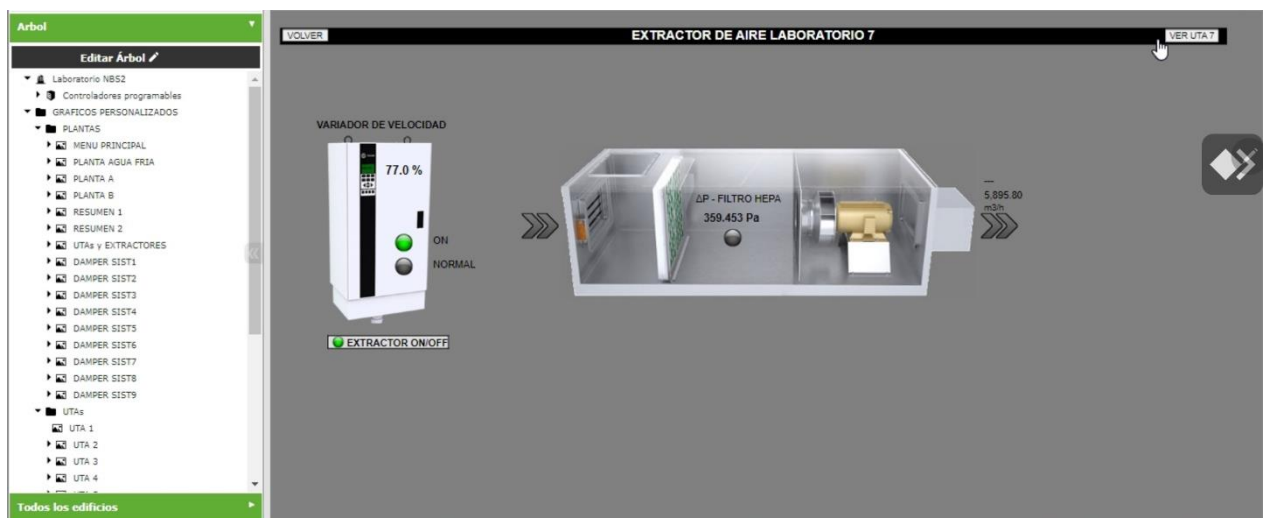 Arbol
Editar Árbol
Laboratorio NBS2
Controladores programables
GRAFICOS PERSONALIZADOS
PLANTAS
MENU PRINCIPAL
PLANTA AGUA FRIA
PLANTA A
PLANTA B
RESUMEN 1
RESUMEN 2
UTAs y EXTRACTORES
DAMPER SIST1
DAMPER SIST2
DAMPER SIST3
DAMPER SIST4
DAMPER SIST5
DAMPER SIST6
DAMPER SIST7
DAMPER SIST8
DAMPER SIST9
UTAs
UTA 1
UTA 2
UTA 3
UTA 4
Todos los edificios
VOLVER
EXTRACTOR DE AIRE LABORATORIO 7
VER UTA 7
VARIADOR DE VELOCIDAD
77.0 %
ON
NORMAL
EXTRACTOR ON/OFF
ΔP - FILTRO HEPA
359.453 Pa
---
5,895.80
m3/h